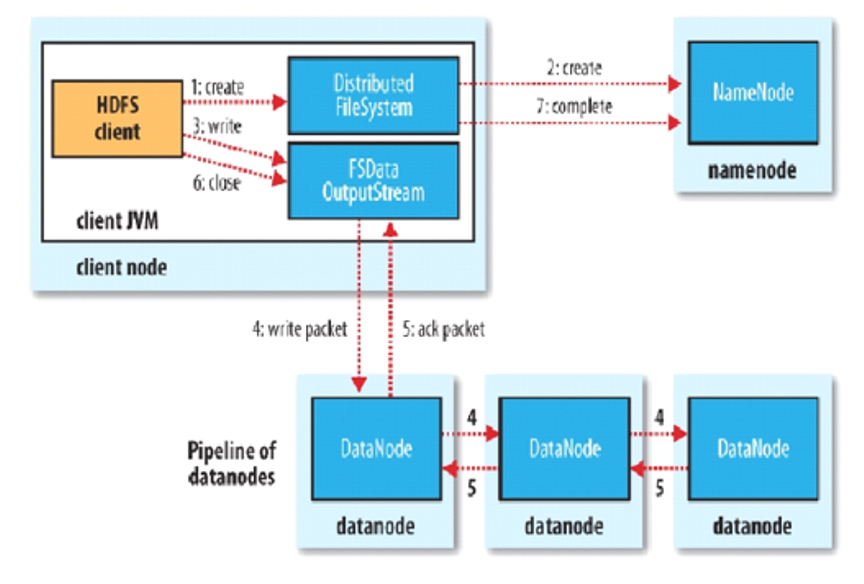 HDFS
client
1: create
3: write
6: close
Distributed
FileSystem
FSData
OutputStream
client JVM
client node
2: create
7: complete
NameNode
namenode
4: write packet
5: ack packet
Pipeline of
datanodes
DataNode
datanode
4
5
DataNode
datanode
4
5
DataNode
datanode